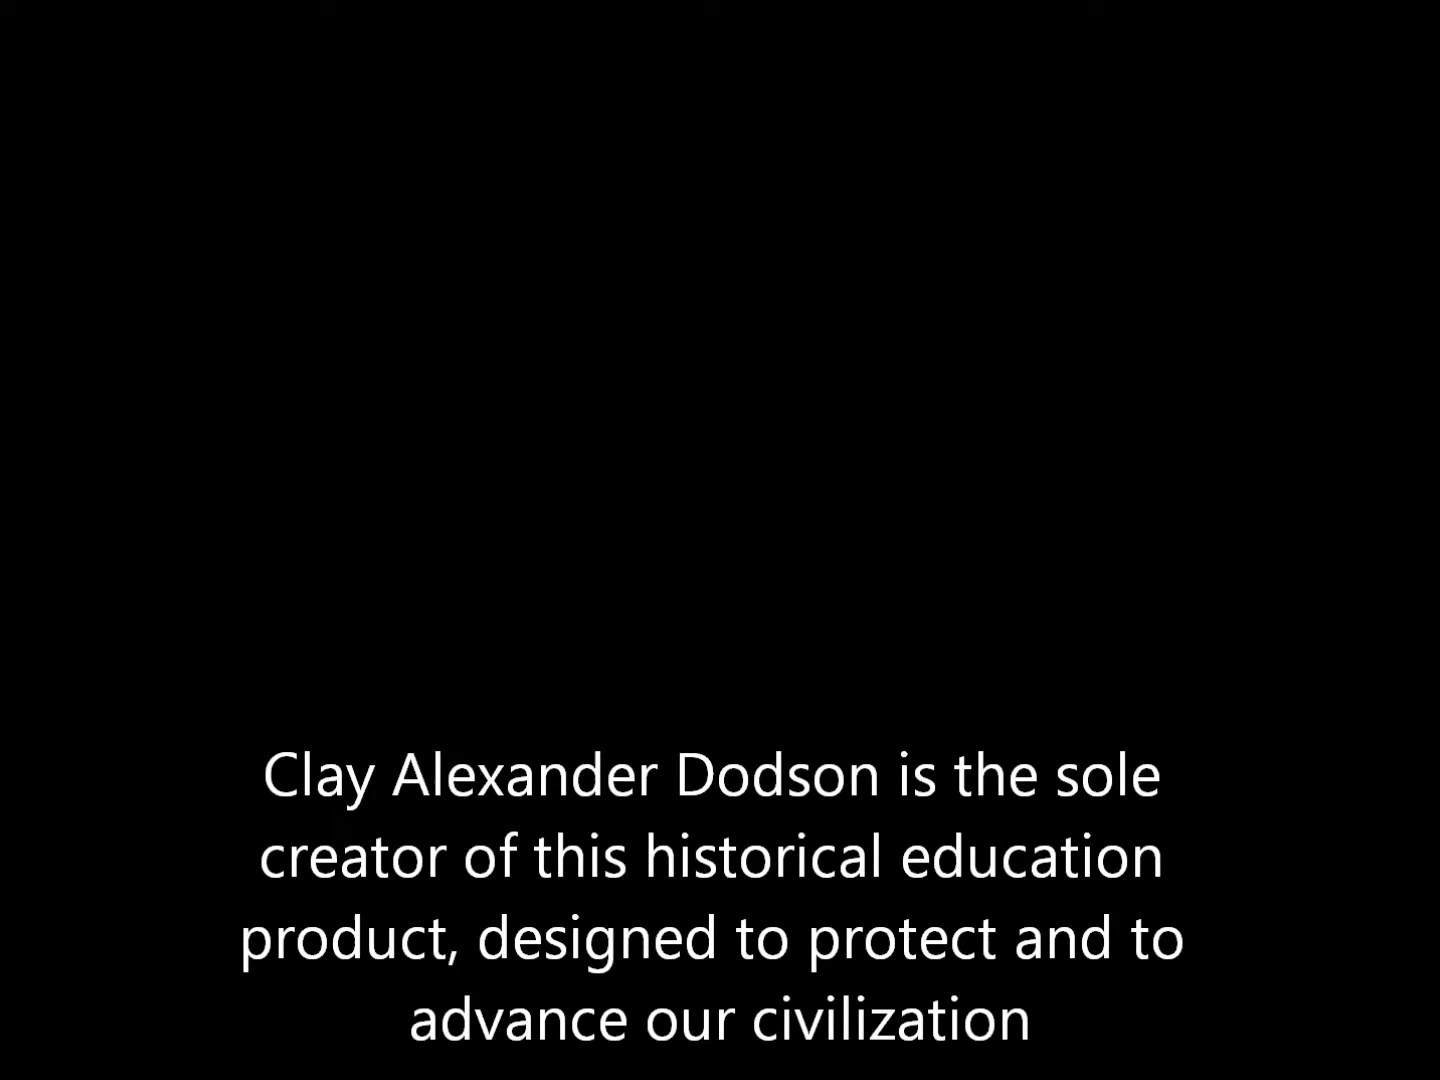 Clay Alexander Dodson is the sole
creator of this historical education
product, designed to protect and to
advance our civilization